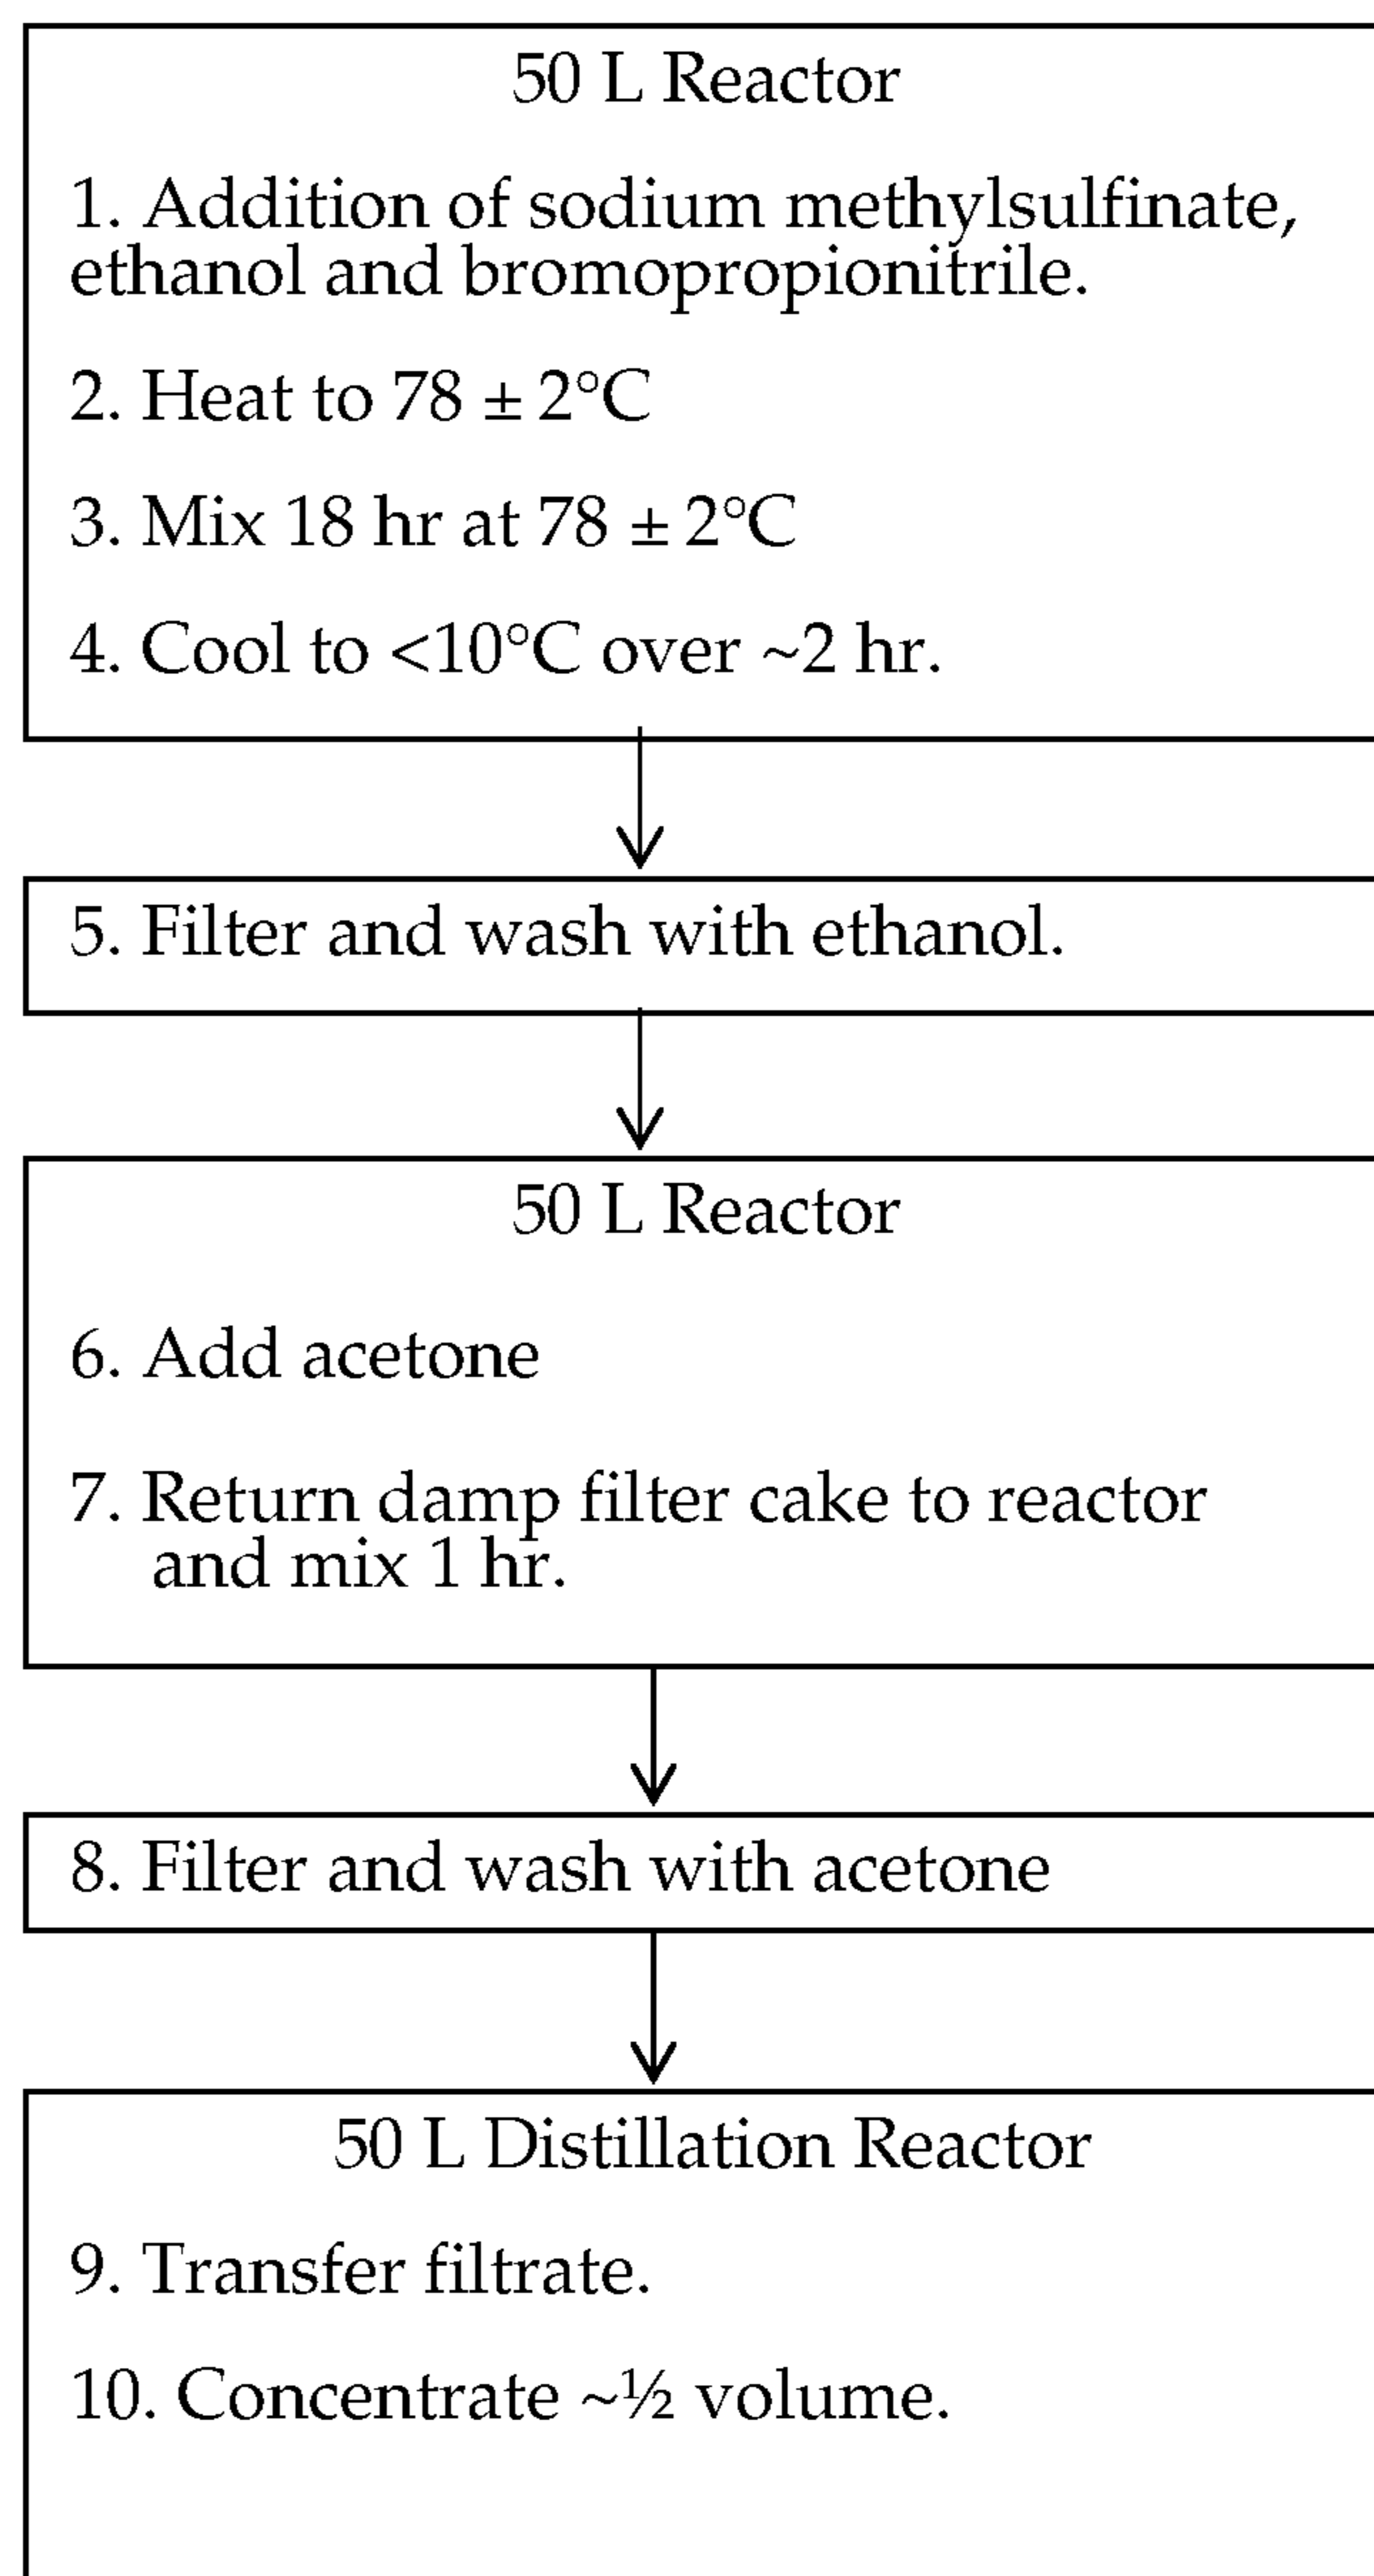 50 L Reactor
1. Addition of sodium methylsulfinate,
ethanol and bromopropionitrile.
2. Heat to 78 ± 2°C
3. Mix 18 hr at 78 ± 2°C
4. Cool to <10°C over ~2 hr.
5. Filter and wash with ethanol.
50 L Reactor
6. Add acetone
7. Return damp filter cake to reactor
and mix 1 hr.
8. Filter and wash with acetone
50 L Distillation Reactor
9. Transfer filtrate.
10. Concentrate ~½ volume.